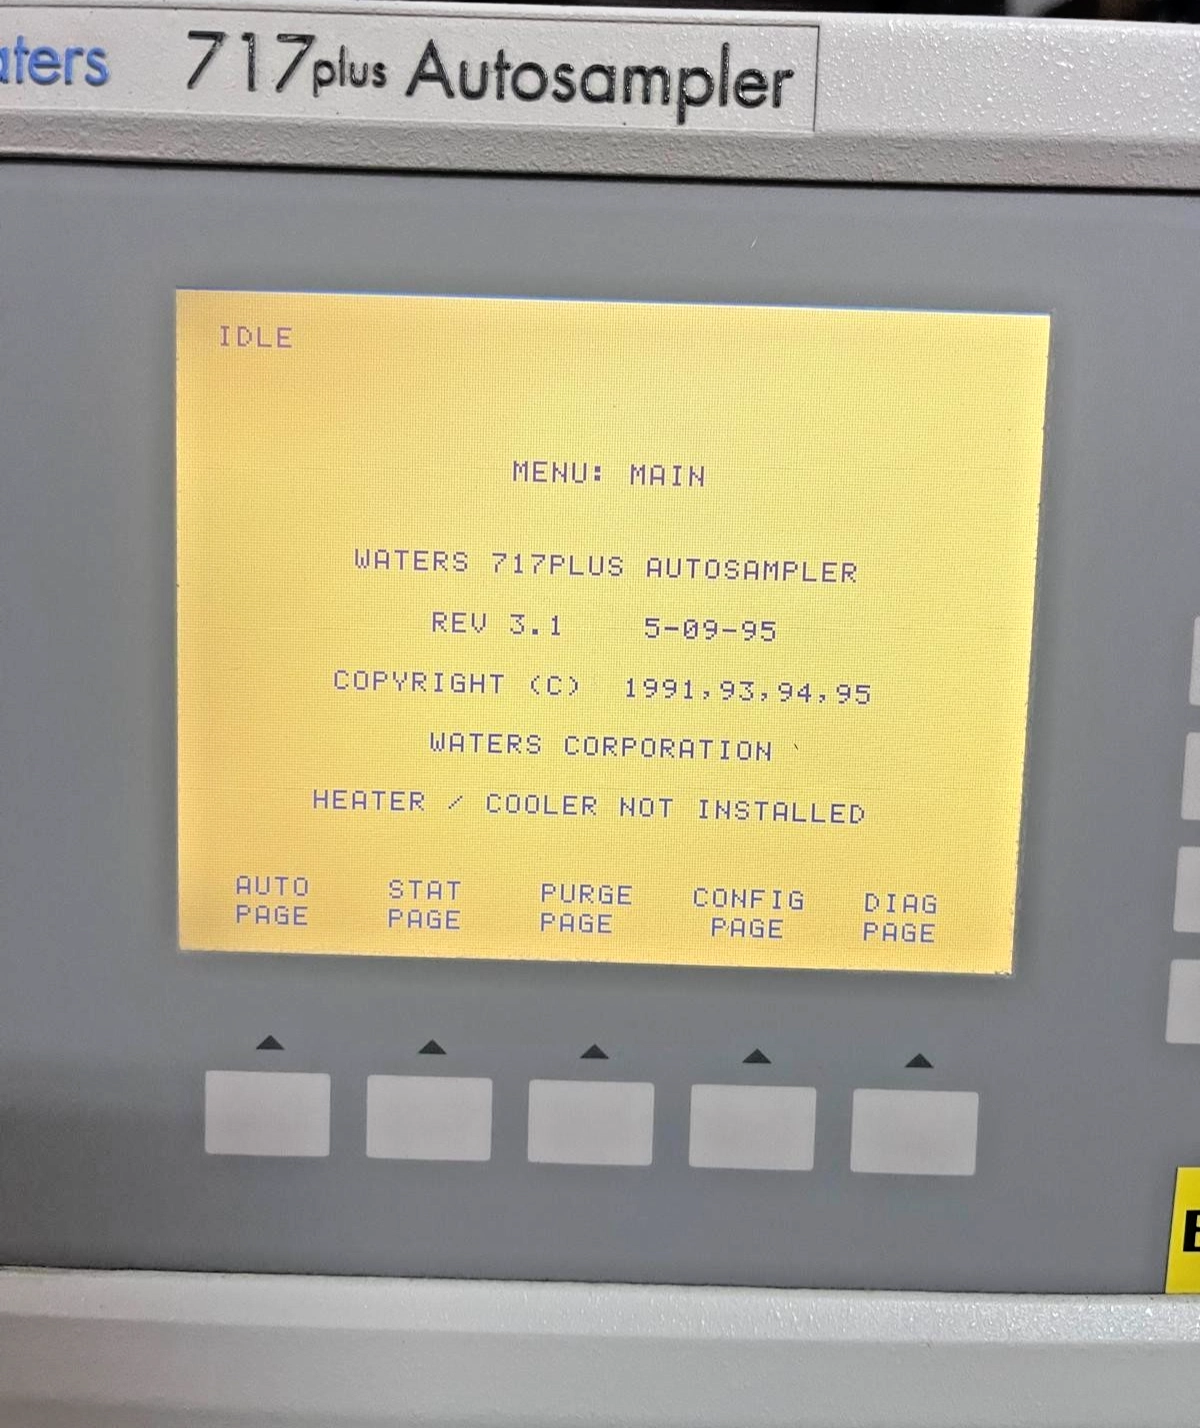 aters 717plus Autosampler
IDLE
MENU: MAIN
WATERS 717PLUS AUTOSAMPLER
REV 3.1 5-09-95
COPYRIGHT (C) 1991,93,94,95
WATERS CORPORATION
HEATER / COOLER NOT INSTALLED
AUTO STAT PURGE CONFIG DIAG
PAGE PAGE PAGE PAGE PAGE